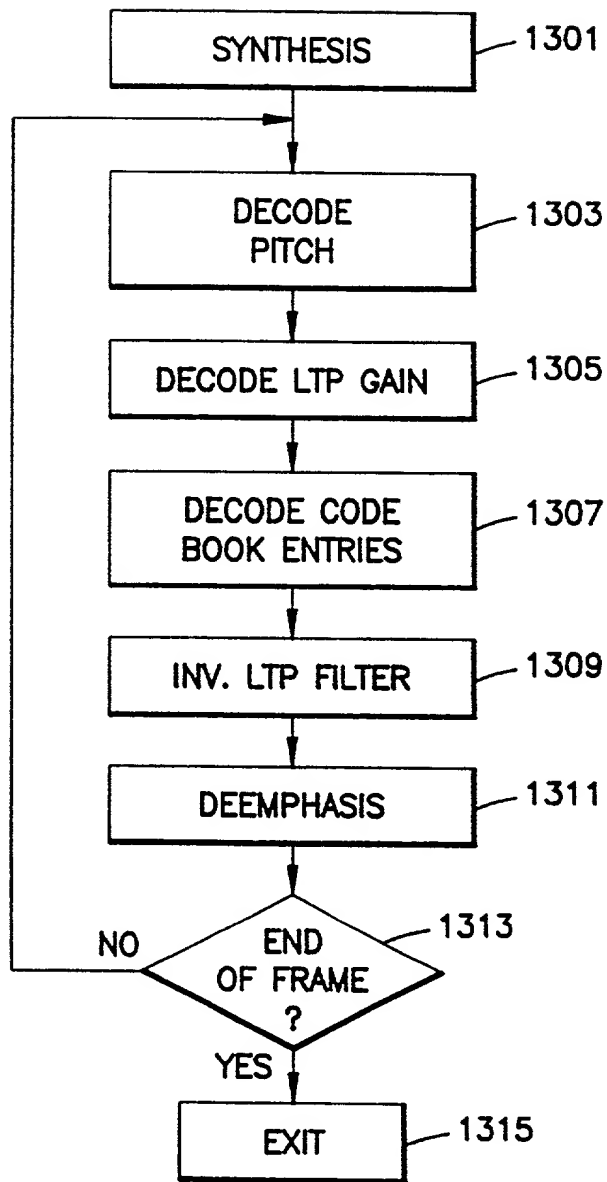 SYNTHESIS
1301
DECODE
PITCH
1303
DECODE LTP GAIN
1305
DECODE CODE
BOOK ENTRIES
1307
INV. LTP FILTER
1309
DEEMPHASIS
1311
END
OF FRAME
?
1313
NO
YES
EXIT
1315